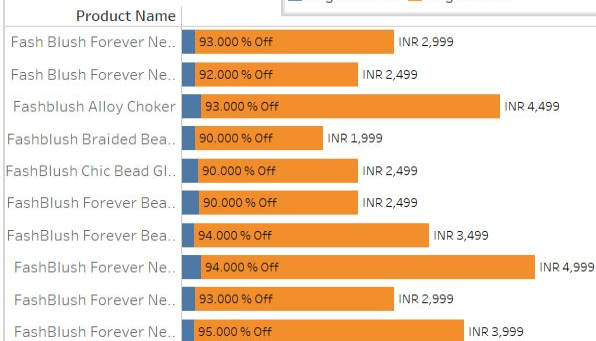 Product Name
Fash Blush Forever Ne.. 93.000 % Off INR 2,999
Fash Blush Forever Ne.. 92.000 % Off INR 2,499
Fashblush Alloy Choker 93.000 % Off INR 4,499
Fashblush Braided Bea.. 90.000 % Off INR 1,999
FashBlush Chic Bead Gl.. 90.000 % Off INR 2,499
FashBlush Forever Bea.. 90.000 % Off INR 2,499
FashBlush Forever Bea.. 94.000 % Off INR 3,499
FashBlush Forever Ne.. 94.000 % Off INR 4,999
FashBlush Forever Ne.. 93.000 % Off INR 2,999
FashBlush Forever Ne.. 95.000 % Off INR 3,999